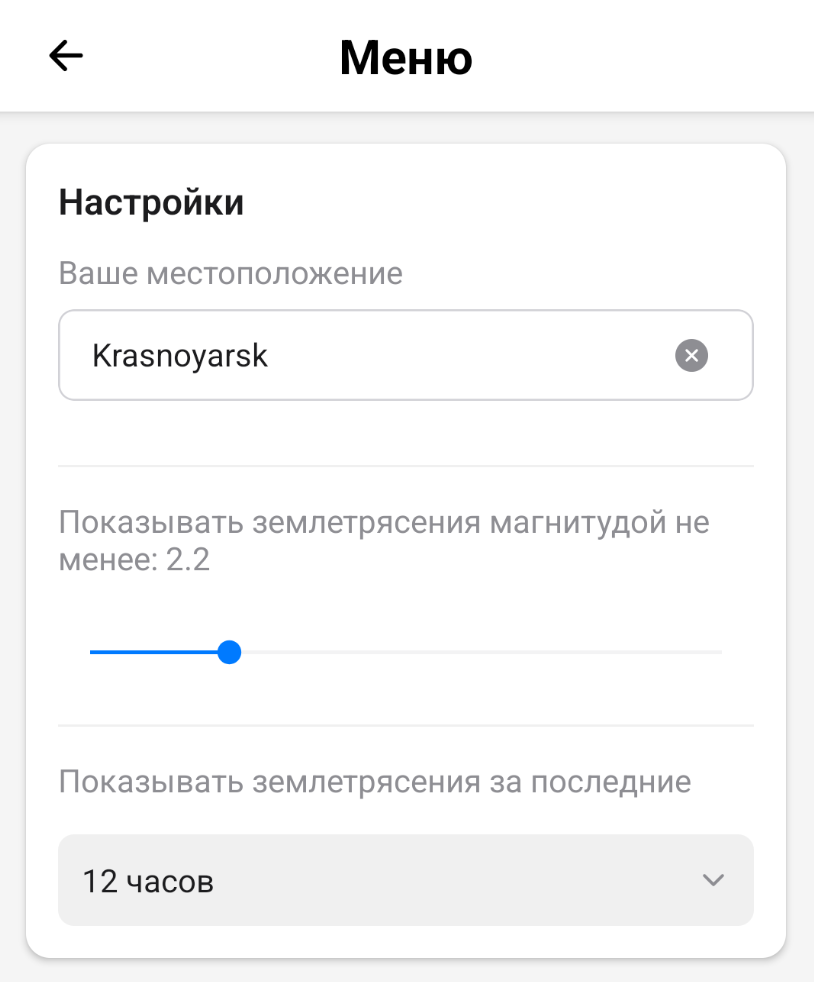 Меню
Настройки
Ваше местоположение
Krasnoyarsk
Показывать землетрясения магнитудой не
менее: 2.2
Показывать землетрясения за последние
12 часов